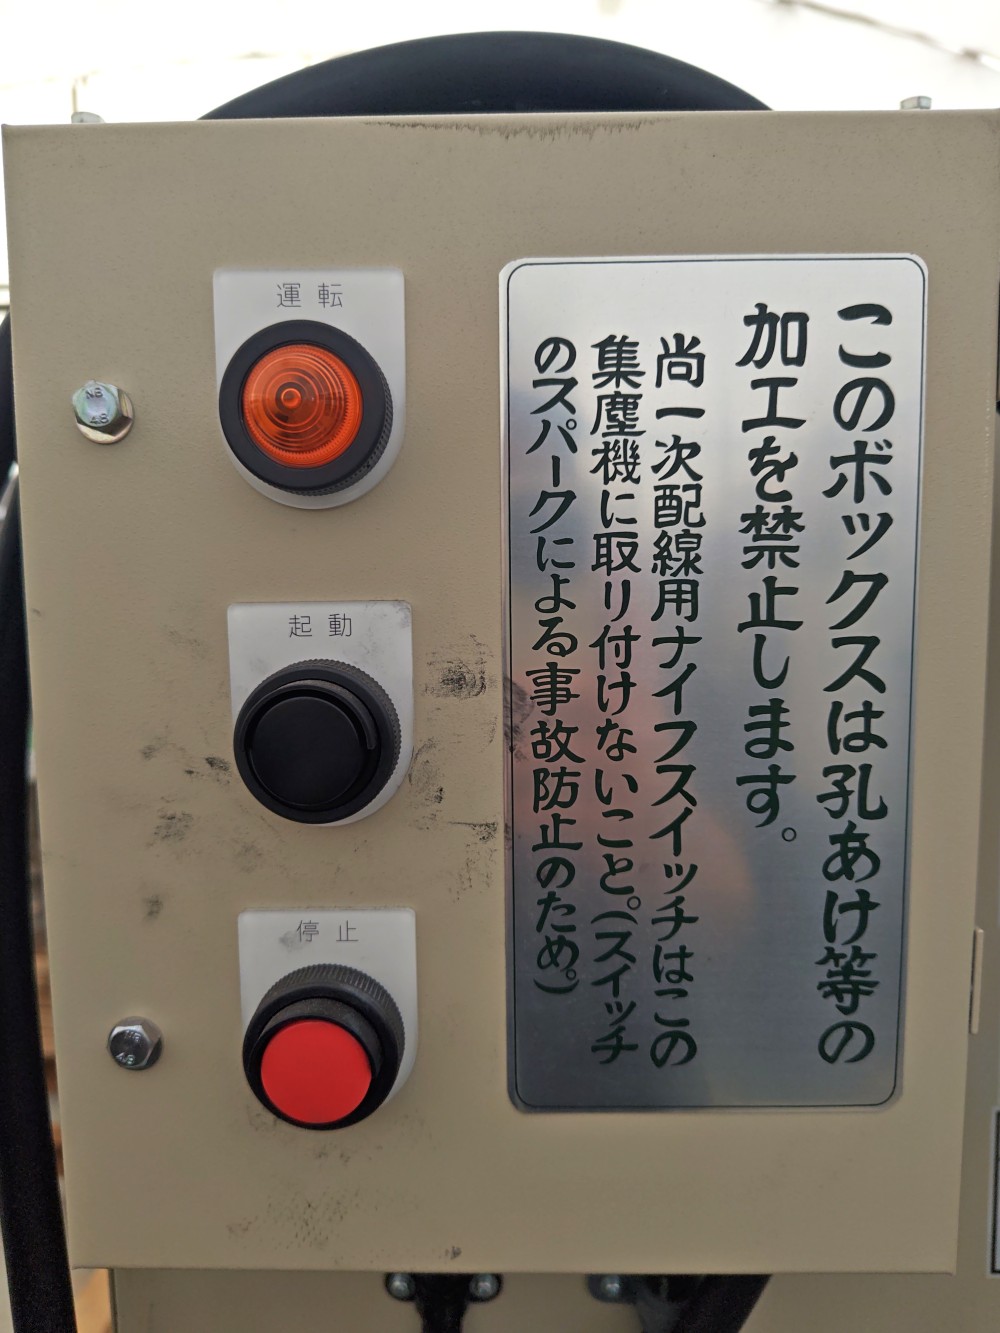 運転
起動
停止
このボックスは孔あけ等の
加工を禁止します。
尚一次配線用ナイフスイッチはこの
集塵機に取り付けないこと。(スイッチ
のスパークによる事故防止のため。)